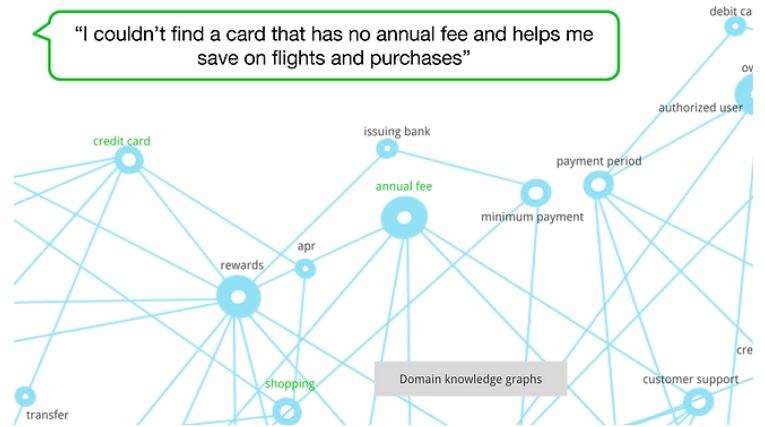 debit ca
“I couldn’t find a card that has no annual fee and helps me
save on flights and purchases”
ow
authorized user
issuing bank
credit card
payment period
annual fee
minimum payment
apr
rewards
cre
Domain knowledge graphs
customer support
shopping
transfer